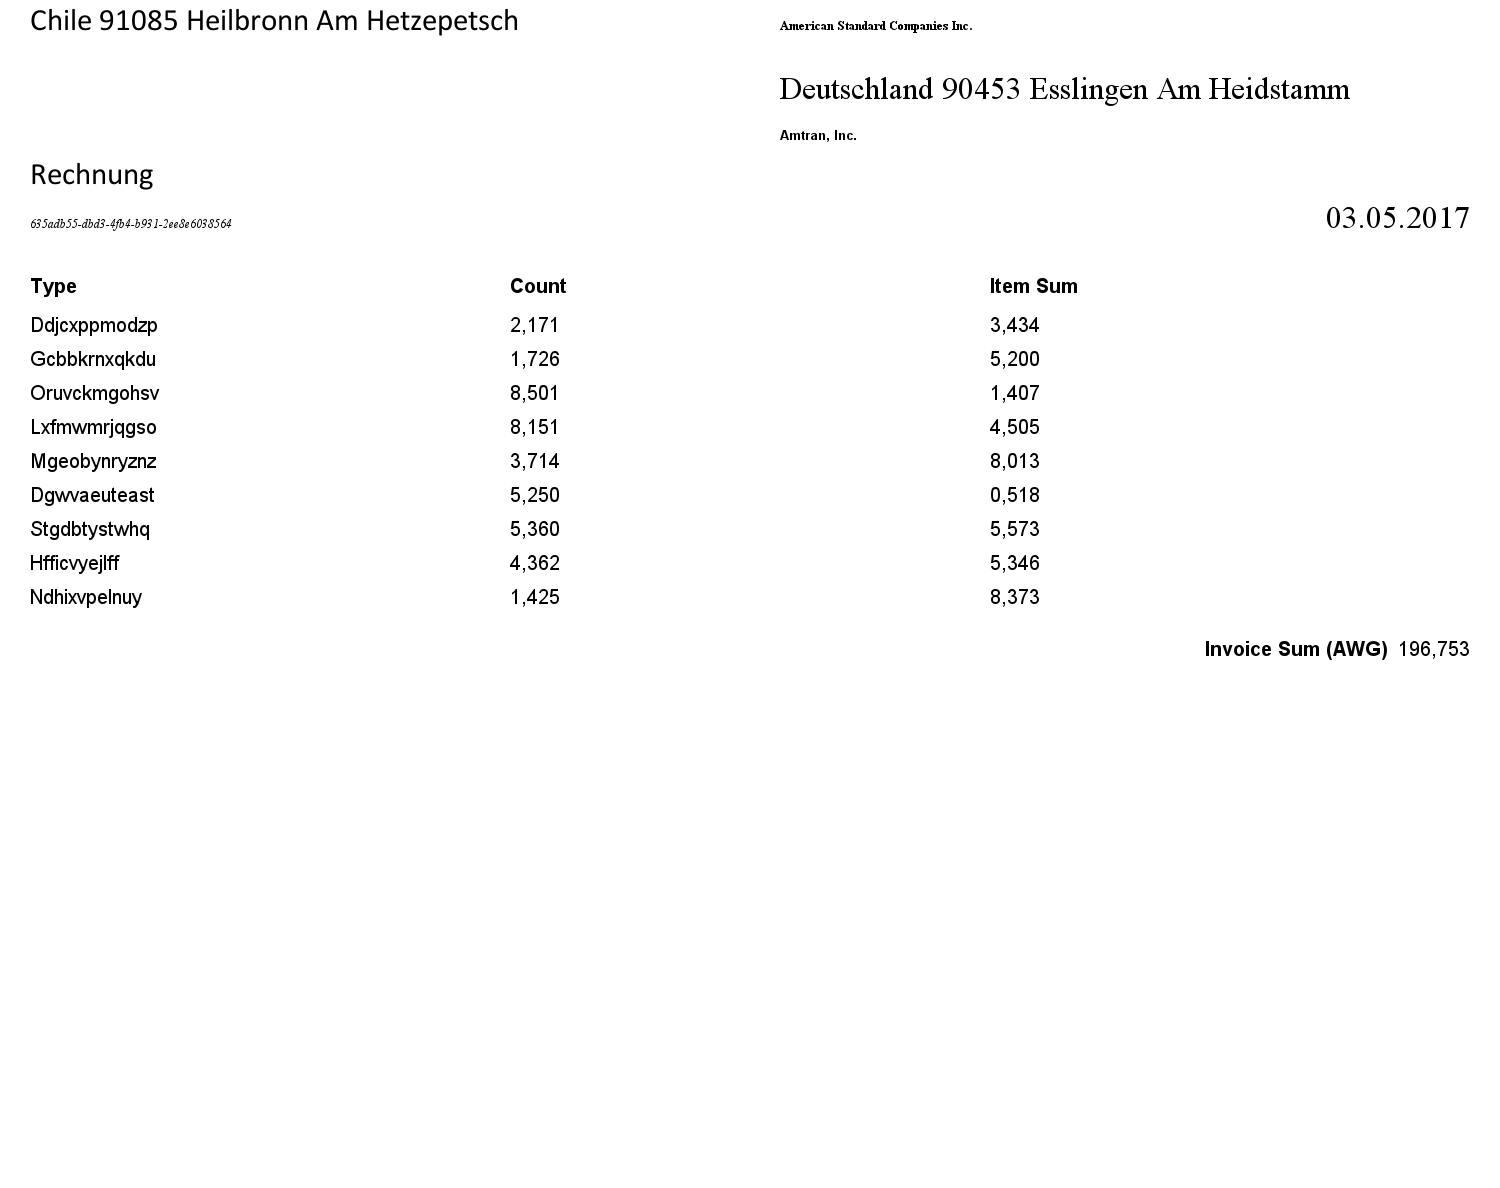 Chile 91085 Heilbronn Am Hetzepetsch
American Standard Companies Inc.
Deutschland 90453 Esslingen Am Heidstamm
Amtran, Inc.
Rechnung
635adb55-dbd3-4fb4-b931-2ee8e6038564
03.05.2017
Type Count Item Sum
Ddjcxppmodzp 2,171 3,434
Gcbbkrnxqkdu 1,726 5,200
Oruvckmgohsv 8,501 1,407
Lxfmwmrjqgso 8,151 4,505
Mgeobynryznz 3,714 8,013
Dgwvaeuteast 5,250 0,518
Stgdbtystwhq 5,360 5,573
Hfficvyejlff 4,362 5,346
Ndhixvpelnuy 1,425 8,373
Invoice Sum (AWG) 196,753